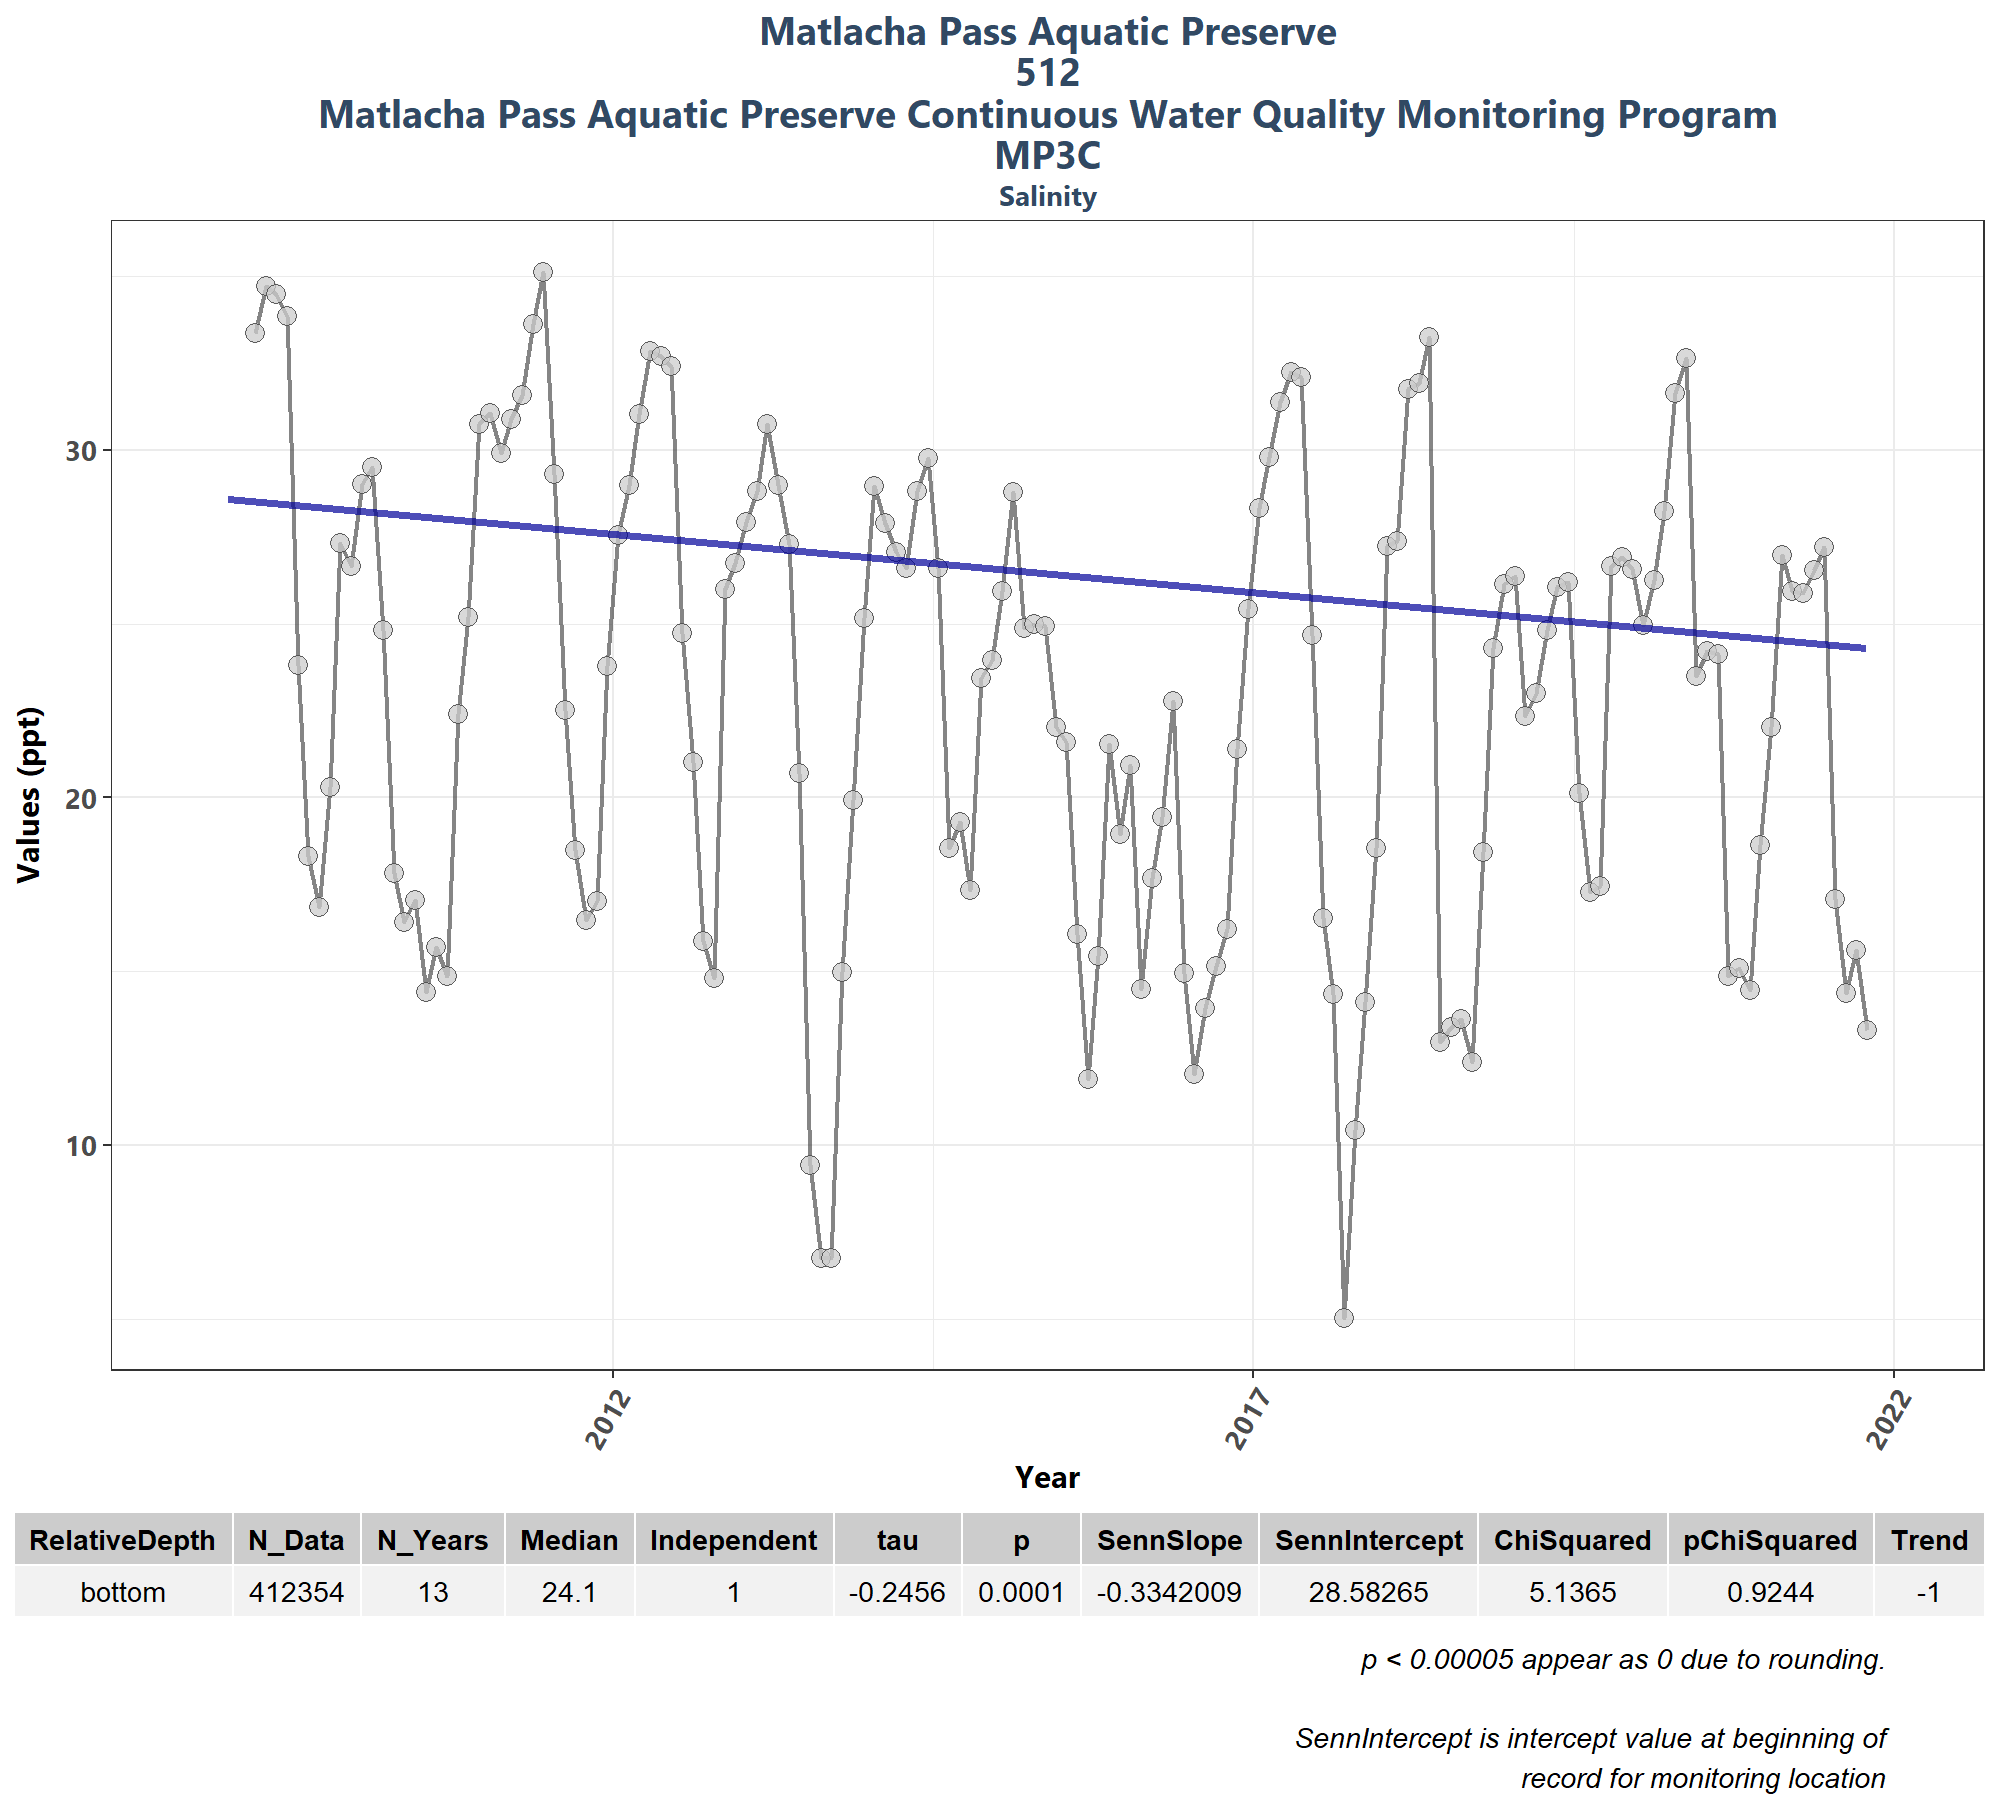 Matlacha Pass Aquatic Preserve
512
Matlacha Pass Aquatic Preserve Continuous Water Quality Monitoring Program
MP3C
Salinity
Values (ppt)
30
20
10
2012
2017
2022
Year
RelativeDepth N_Data N_Years Median Independent tau p SennSlope SennIntercept ChiSquared pChiSquared Trend
bottom 412354 13 24.1 1 -0.2456 0.0001 -0.3342009 28.58265 5.1365 0.9244 -1
p < 0.00005 appear as 0 due to rounding.
SennIntercept is intercept value at beginning of
record for monitoring location